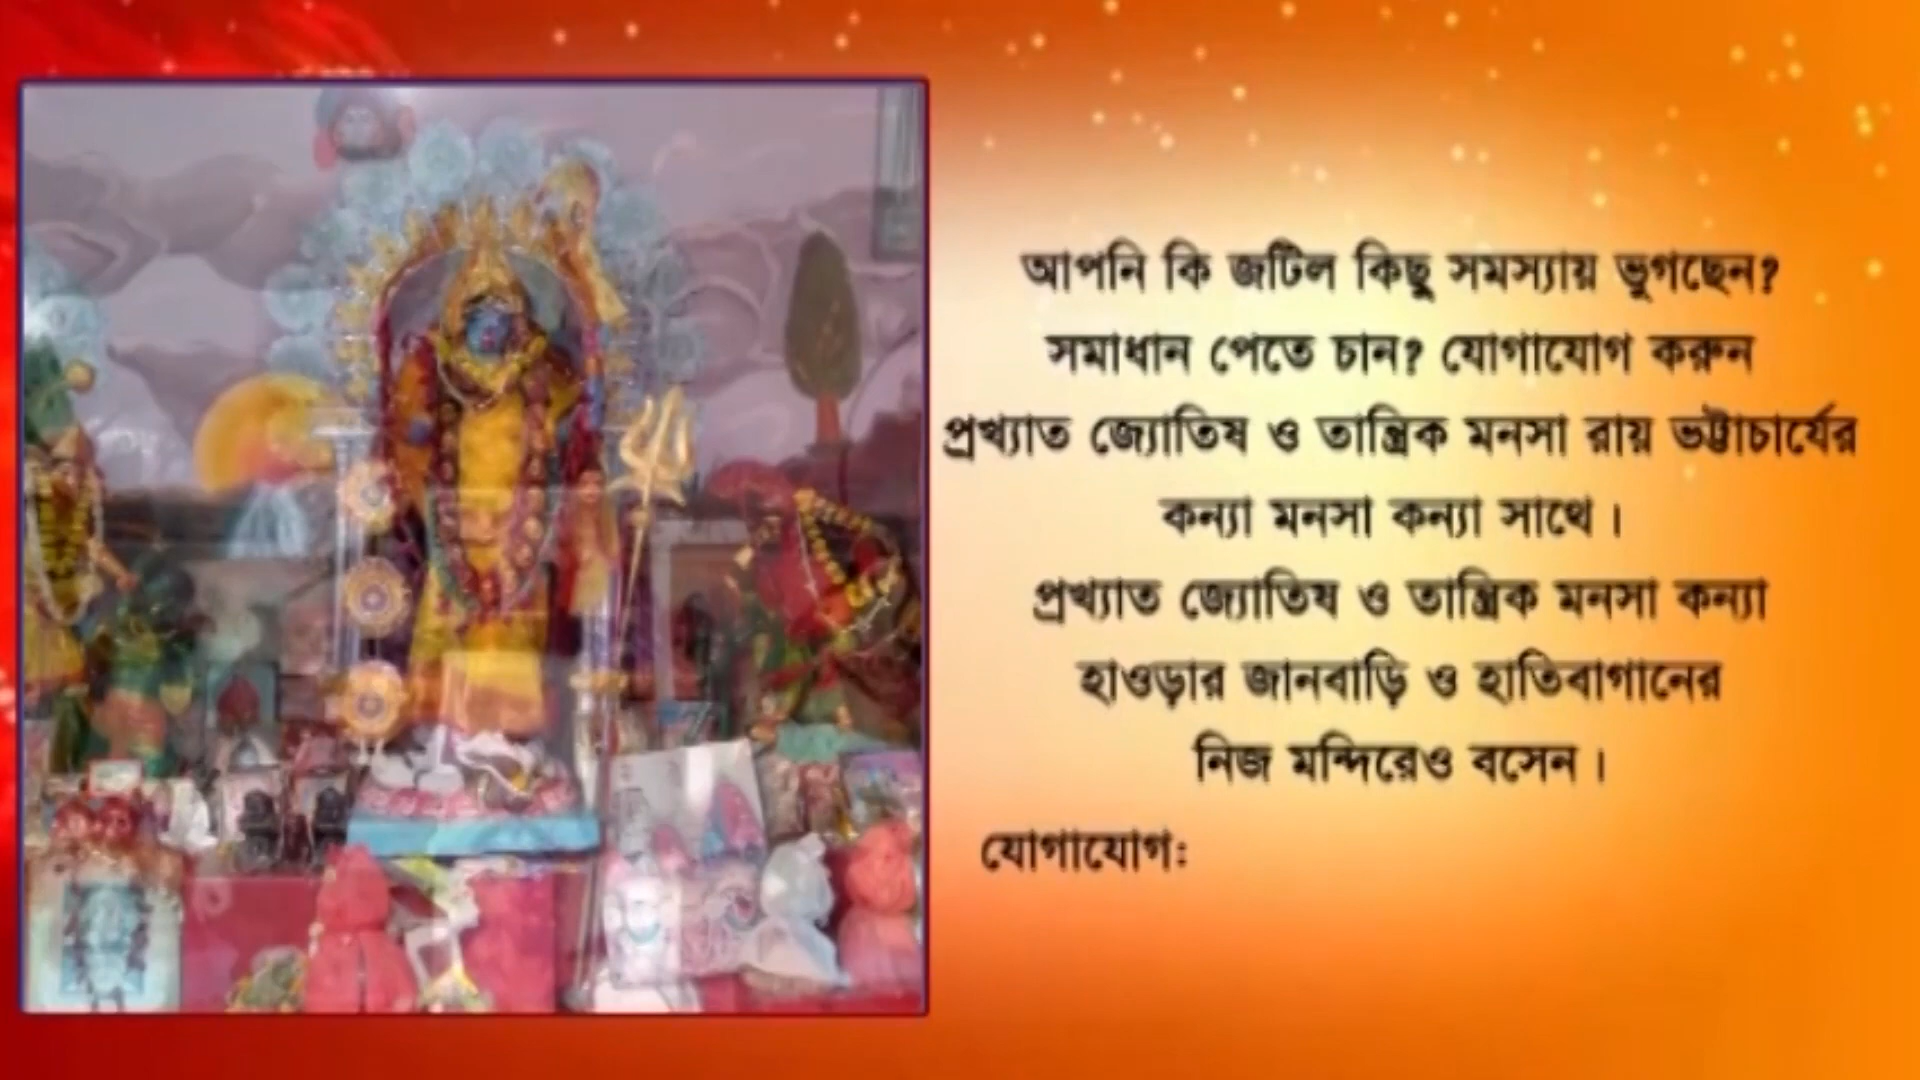 আপনি কি জটিল কিছু সমস্যায় ভুগছেন?
সমাধান পেতে চান? যোগাযোগ করুন
প্রখ্যাত জ্যোতিষ ও তান্ত্রিক মনসা রায় ভট্টাচার্যের
কন্যা মনসা কন্যা সাথে।
প্রখ্যাত জ্যোতিষ ও তান্ত্রিক মনসা কন্যা
হাওড়ার জানবাড়ি ও হাতিবাগানের
নিজ মন্দিরেও বসেন।
যোগাযোগঃ